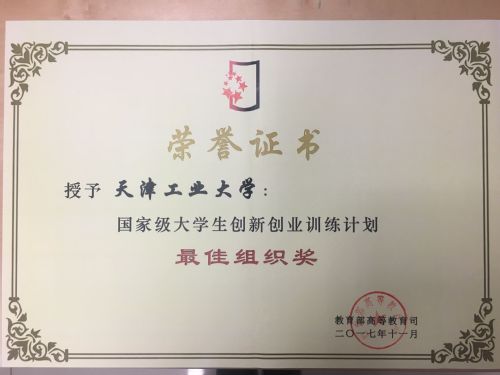 荣誉证书
授予 天津工业大学：
国家级大学生创新创业训练计划
最佳组织奖
教育部高等教育司
二〇一七年十一月